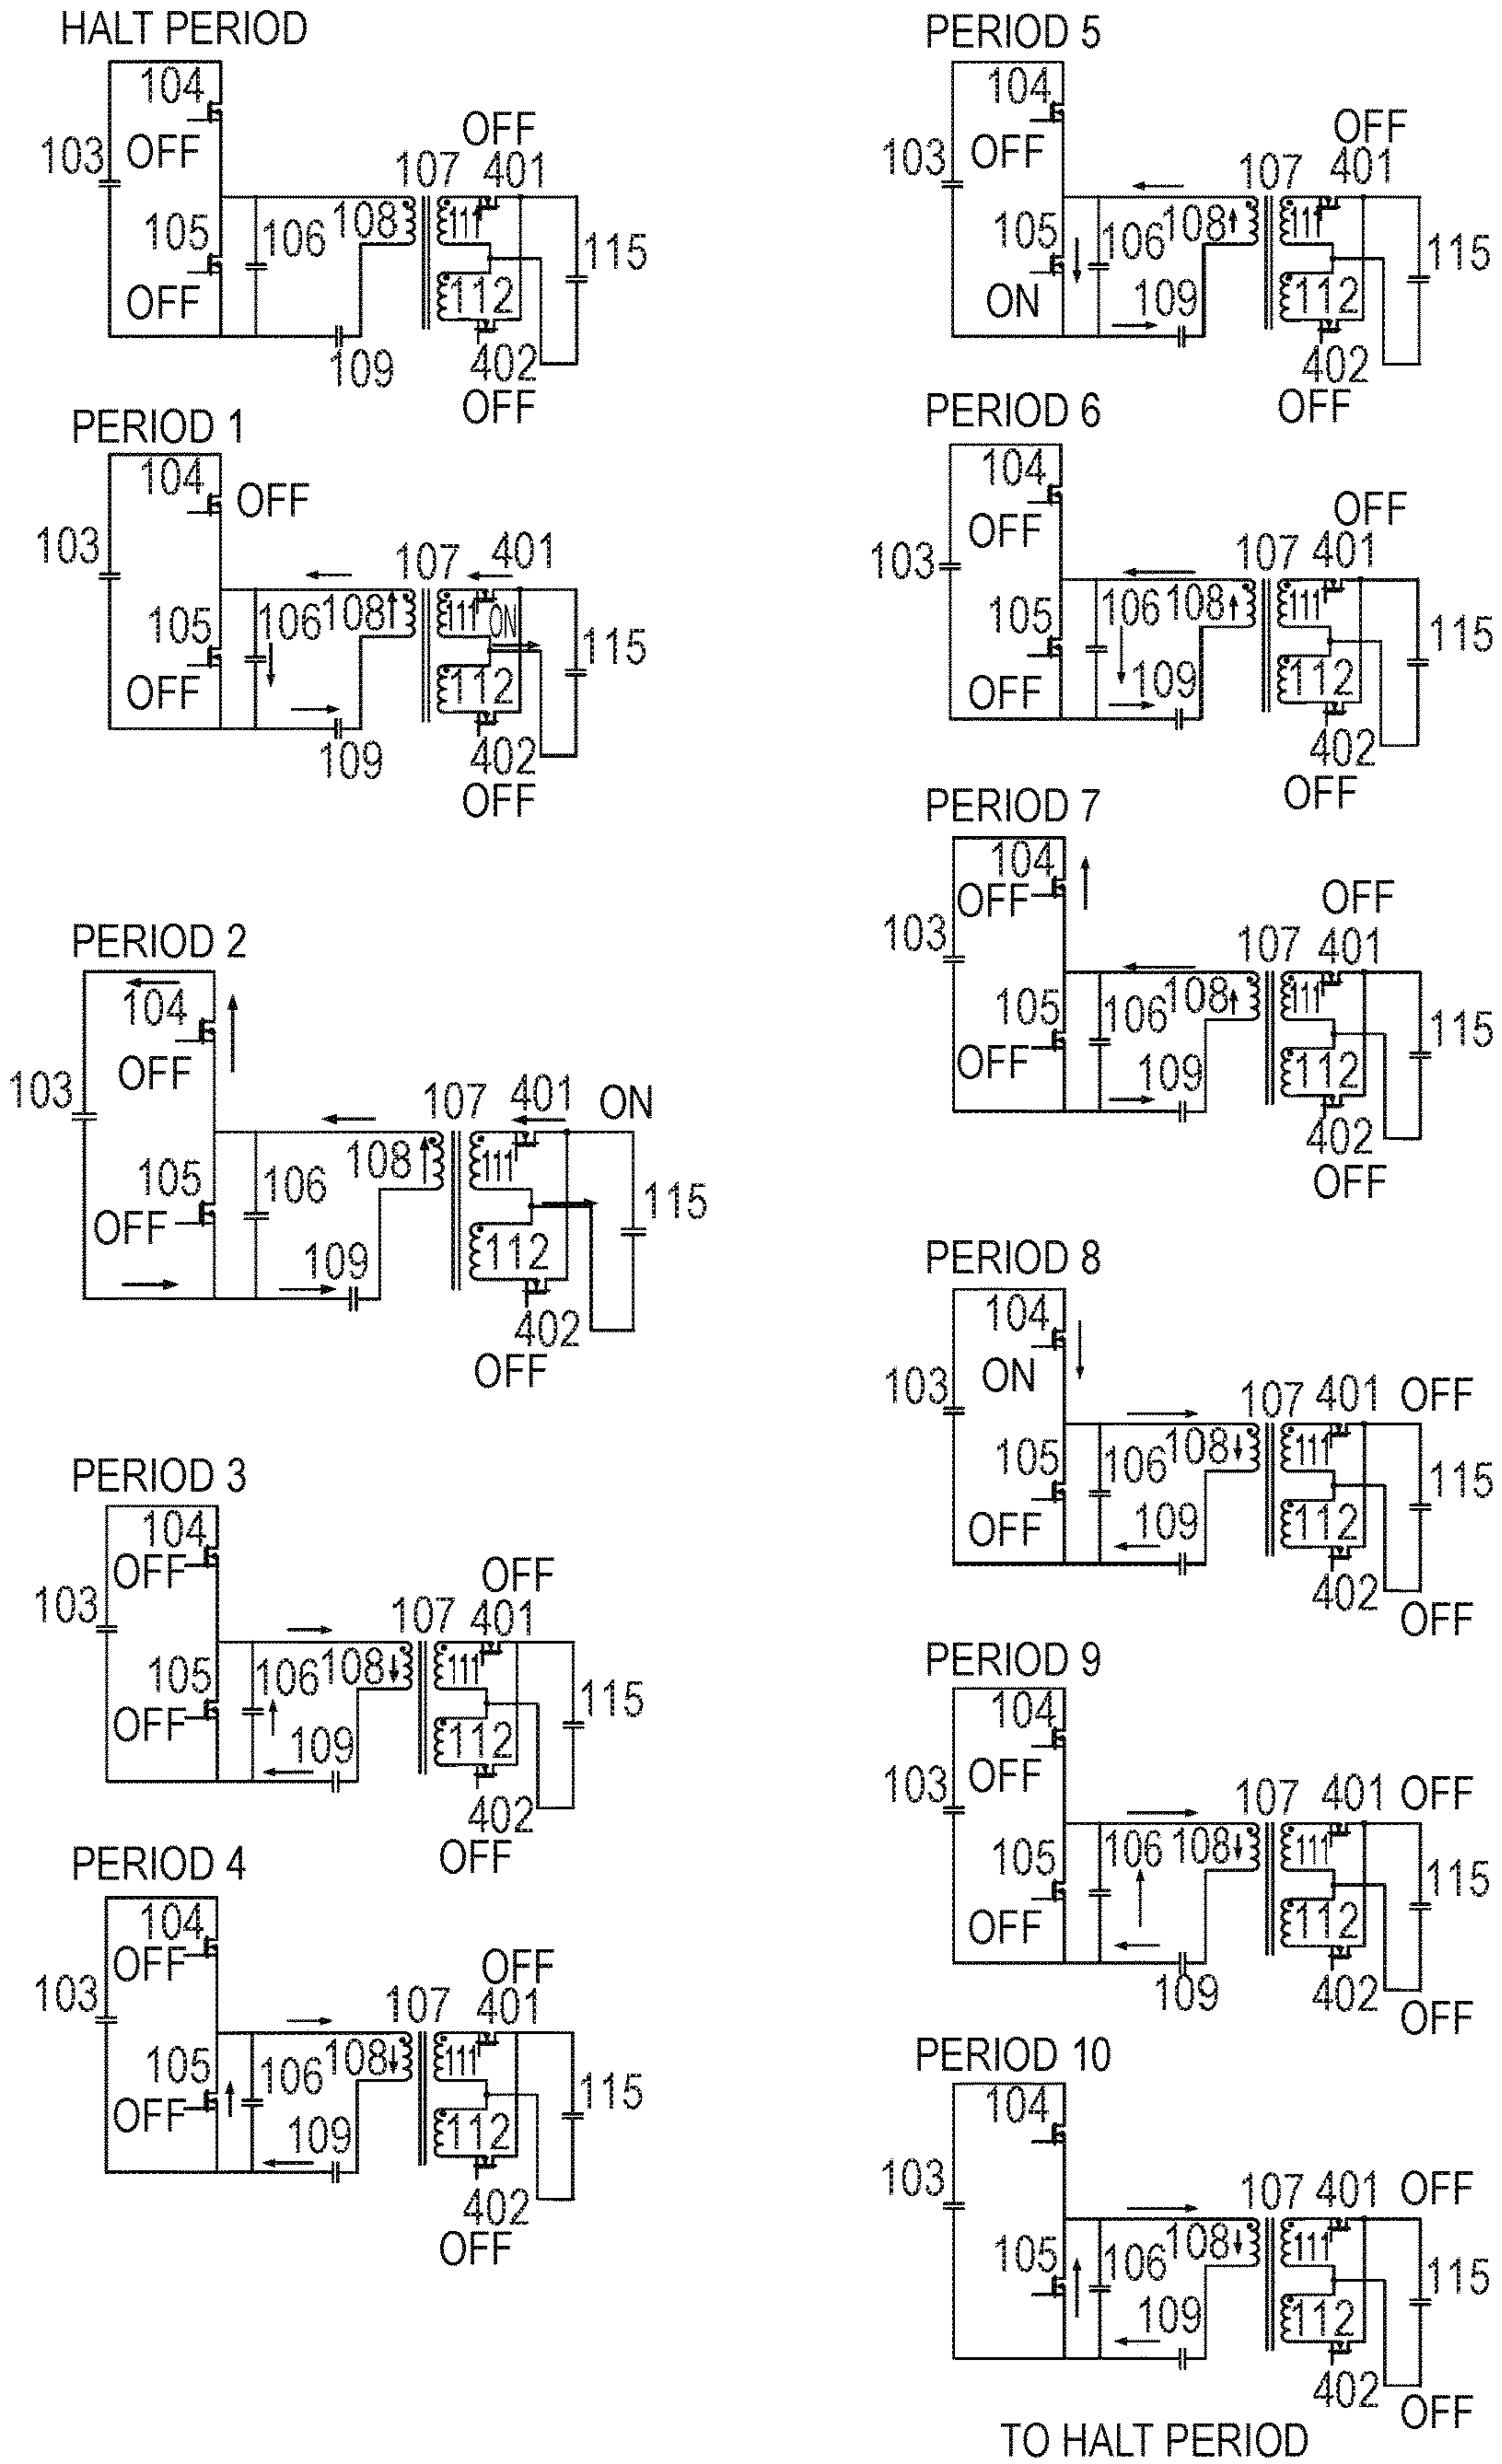 HALT PERIOD
104
OFF
OFF
103
107
401
105
106
108
111
115
OFF
112
109
402
OFF
PERIOD 1
104
OFF
103
107
401
105
106
108
111
ON
115
OFF
112
109
402
OFF
PERIOD 2
104
OFF
103
107
401
ON
105
106
108
111
115
OFF
112
109
402
OFF
PERIOD 3
104
OFF
OFF
103
107
401
105
106
108
111
115
OFF
112
109
402
OFF
PERIOD 4
104
OFF
OFF
103
107
401
105
106
108
111
115
OFF
112
109
402
OFF
PERIOD 5
104
OFF
OFF
103
107
401
105
106
108
111
115
ON
112
109
402
OFF
PERIOD 6
104
OFF
OFF
103
107
401
105
106
108
111
115
OFF
112
109
402
OFF
PERIOD 7
104
OFF
OFF
103
107
401
105
106
108
111
115
OFF
112
109
402
OFF
PERIOD 8
104
ON
103
107
401
OFF
105
106
108
111
115
OFF
112
109
402
OFF
PERIOD 9
104
OFF
103
107
401
OFF
105
106
108
111
115
OFF
112
109
402
OFF
PERIOD 10
104
103
107
401
OFF
105
106
108
111
115
112
109
402
OFF
TO HALT PERIOD